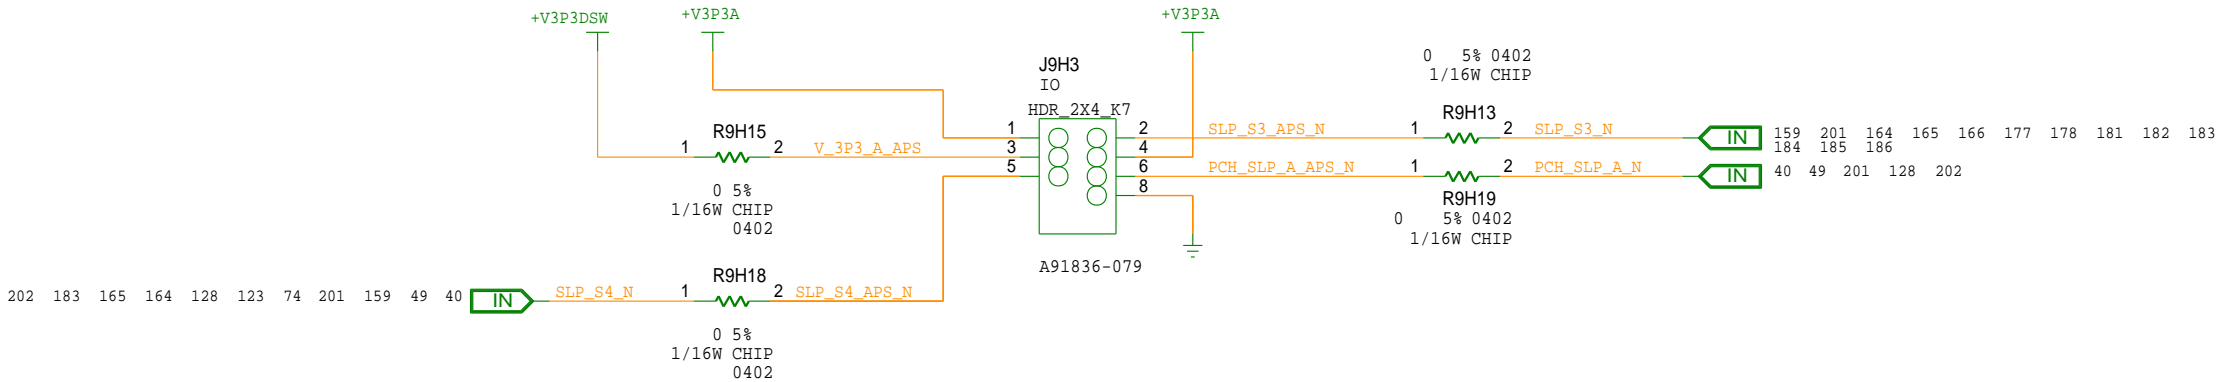 +V3P3DSW
+V3P3A
+V3P3A
J9H3
IO
HDR_2X4_K7
0 5% 0402
1/16W CHIP
R9H13
1 2 SLP_S3_APS_N 1 2 SLP_S3_N IN 159 201 164 165 166 177 178 181 182 183
184 185 186
R9H15
1 2 V_3P3_A_APS 3 4
5 6 PCH_SLP_A_APS_N 1 2 PCH_SLP_A_N IN 40 49 201 128 202
8
0 5%
1/16W CHIP
0402
R9H19
0 5% 0402
1/16W CHIP
A91836-079
R9H18
202 183 165 164 128 123 74 201 159 49 40 IN SLP_S4_N 1 2 SLP_S4_APS_N
0 5%
1/16W CHIP
0402